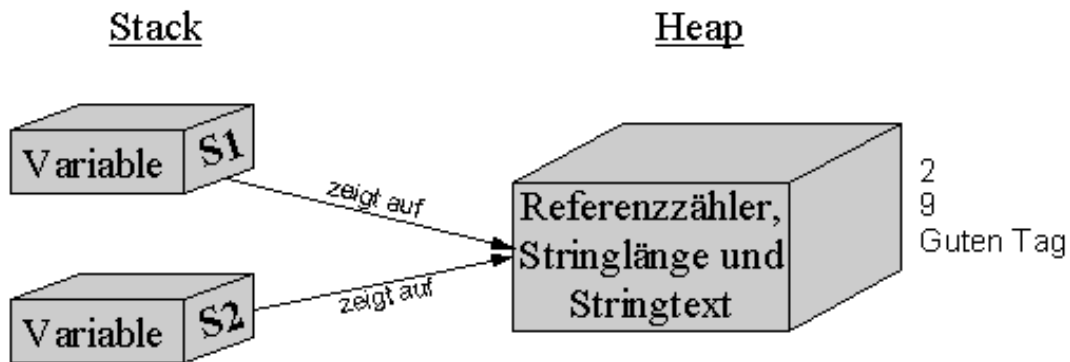 Stack
Heap
Variable
S1
zeigt auf
Referenzzähler,
Stringlänge und
Stringtext
2
9
Guten Tag
Variable
S2
zeigt auf